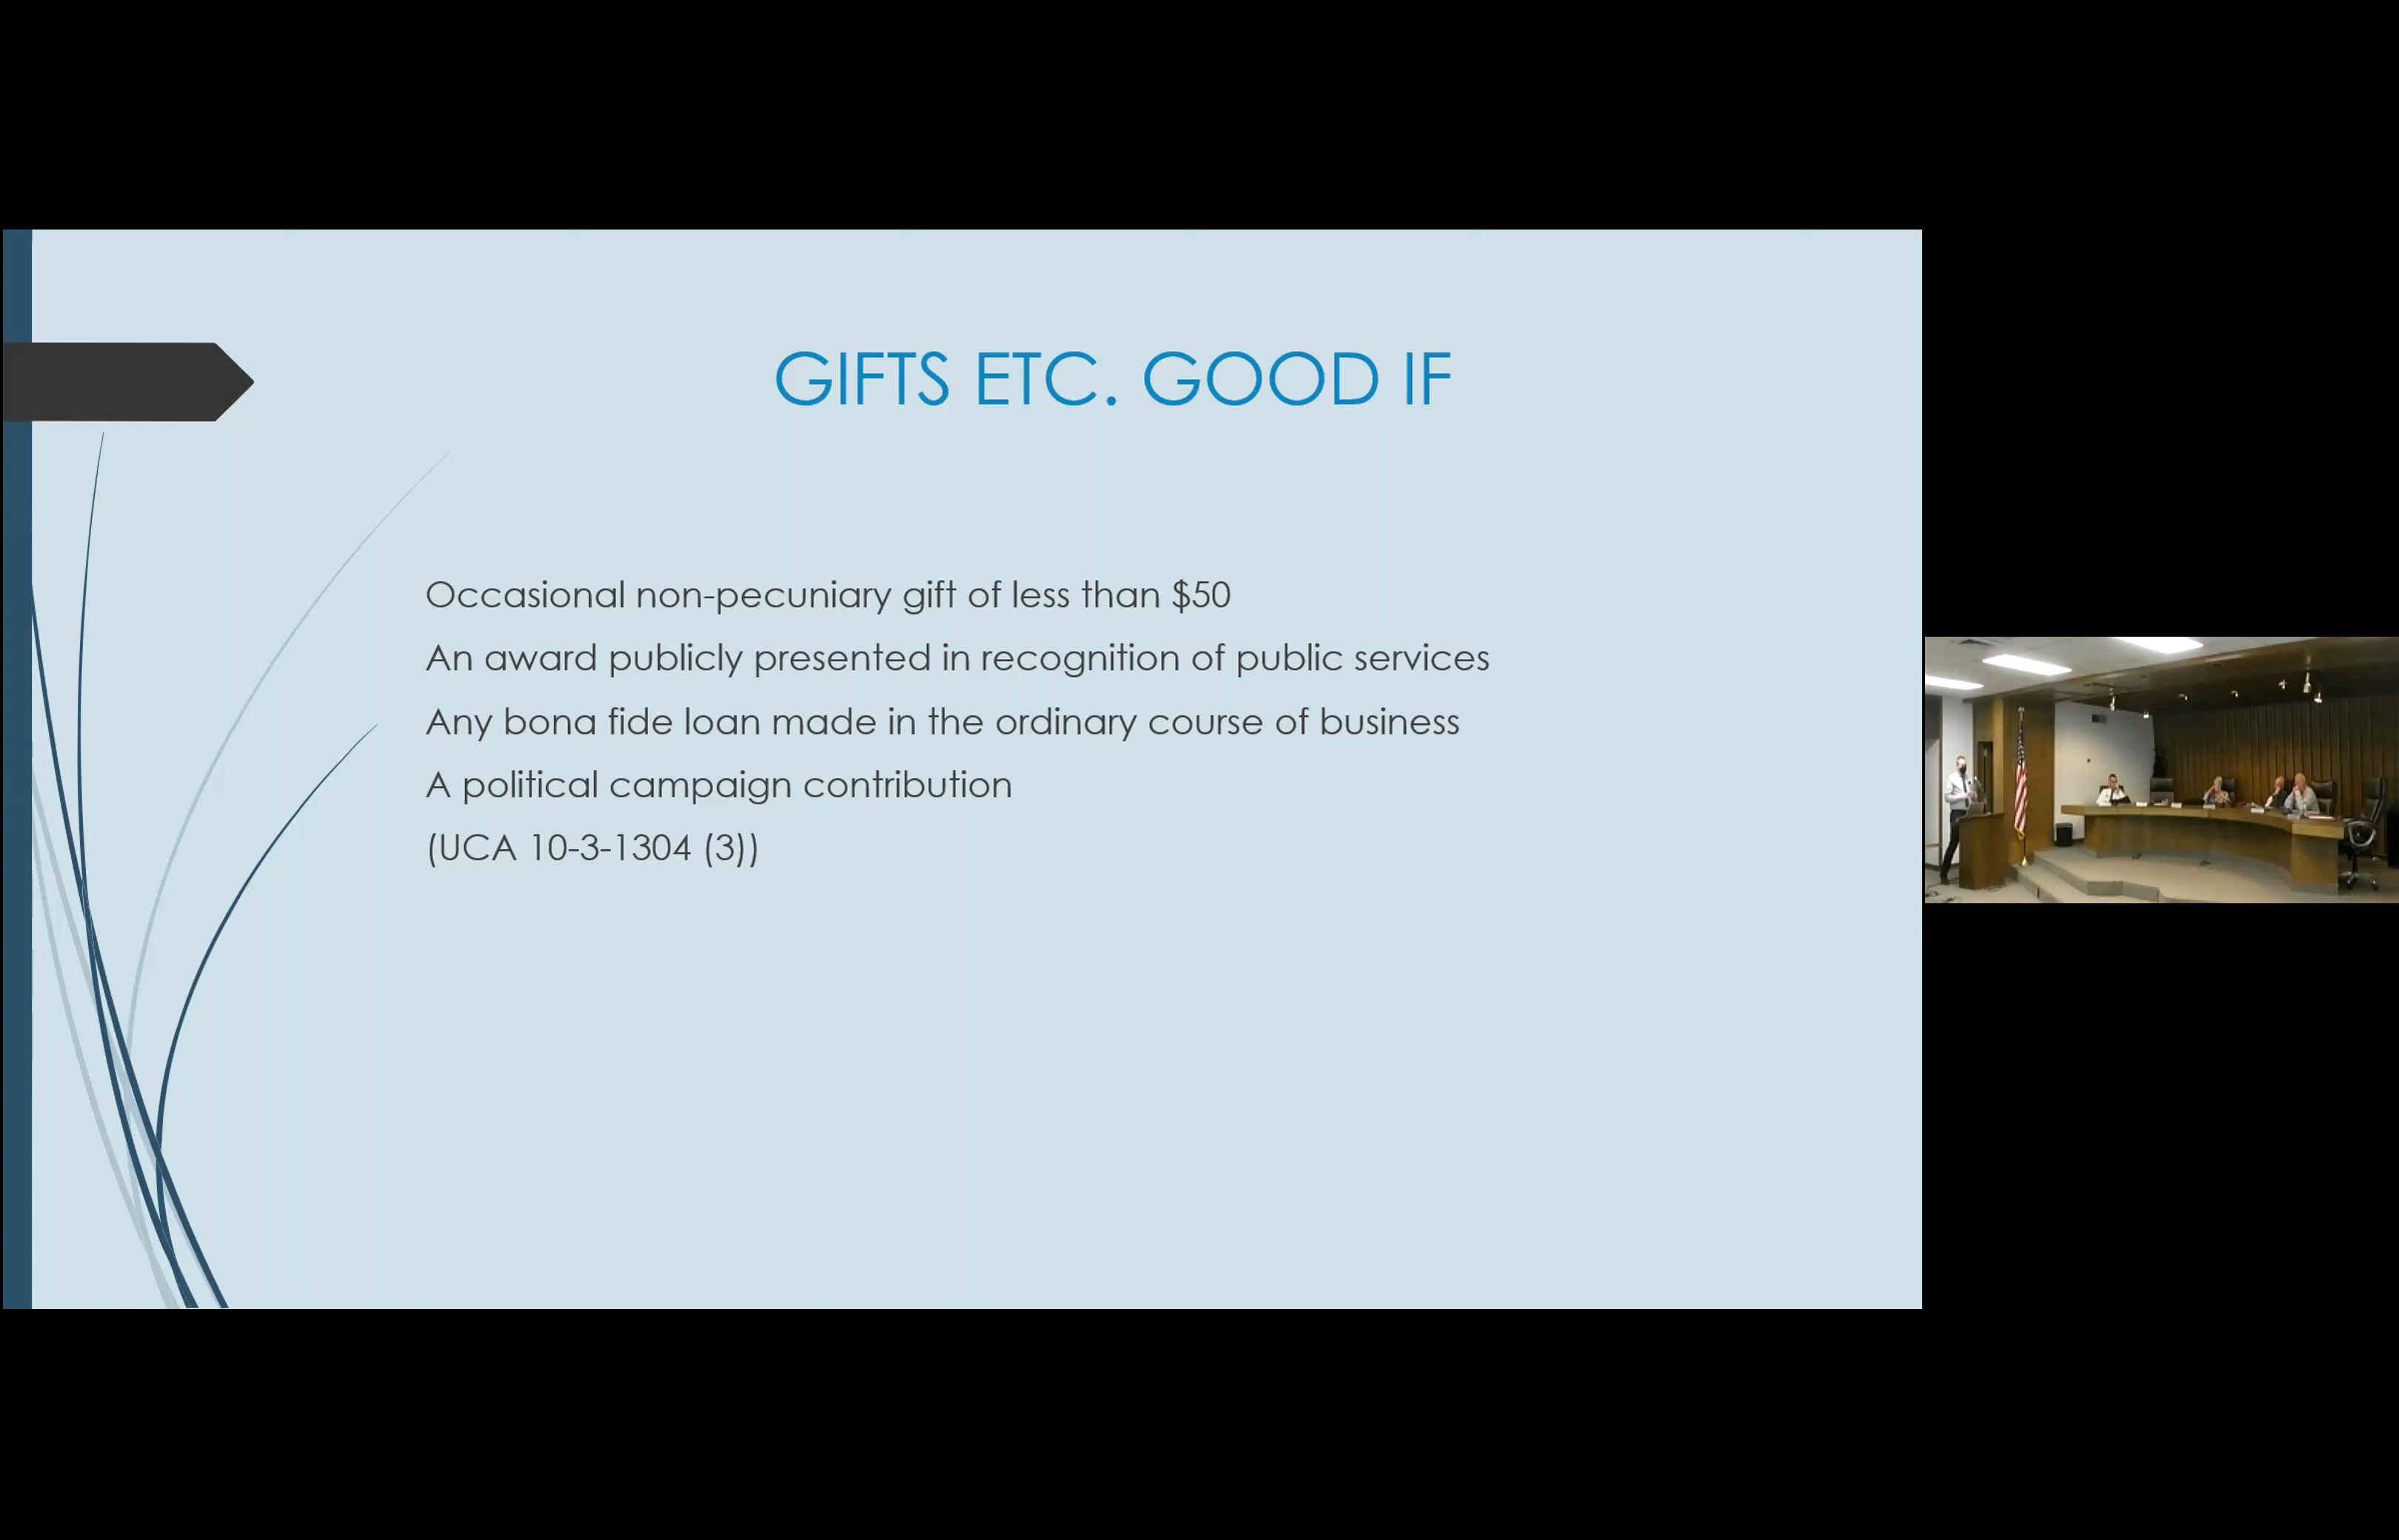 GIFTS ETC. GOOD IF
Occasional non-pecuniary gift of less than $50
An award publicly presented in recognition of public services
Any bona fide loan made in the ordinary course of business
A political campaign contribution
(UCA 10-3-1304 (3))